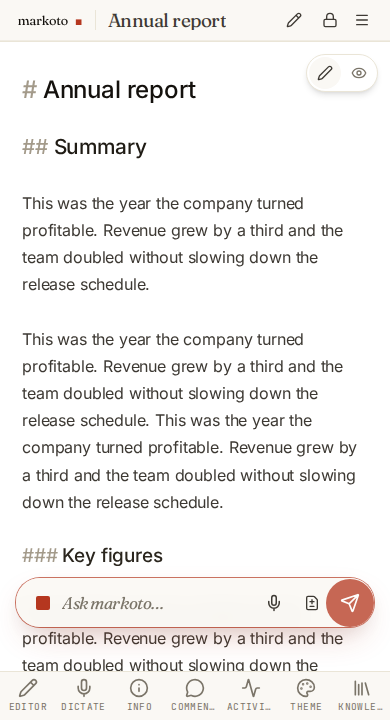 markoto
Annual report
# Annual report
## Summary
This was the year the company turned
profitable. Revenue grew by a third and the
team doubled without slowing down the
release schedule.
This was the year the company turned
profitable. Revenue grew by a third and the
team doubled without slowing down the
release schedule. This was the year the
company turned profitable. Revenue grew by
a third and the team doubled without slowing
down the release schedule.
### Key figures
Ask markoto…
profitable. Revenue grew by a third and the
team doubled without slowing down the
EDITOR DICTATE INFO COMMEN… ACTIVI… THEME KNOWLE…